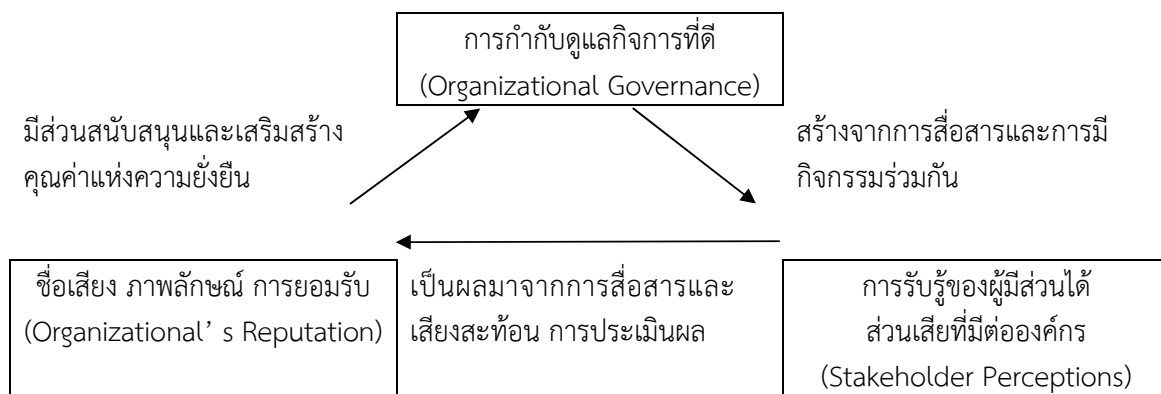 การกำกับดูแลกิจการที่ดี
(Organizational Governance)
มีส่วนสนับสนุนและเสริมสร้าง
คุณค่าแห่งความยั่งยืน
สร้างจากการสื่อสารและการมี
กิจกรรมร่วมกัน
ชื่อเสียง ภาพลักษณ์ การยอมรับ
(Organizational’ s Reputation)
เป็นผลมาจากการสื่อสารและ
เสียงสะท้อน การประเมินผล
การรับรู้ของผู้มีส่วนได้
ส่วนเสียที่มีต่อองค์กร
(Stakeholder Perceptions)